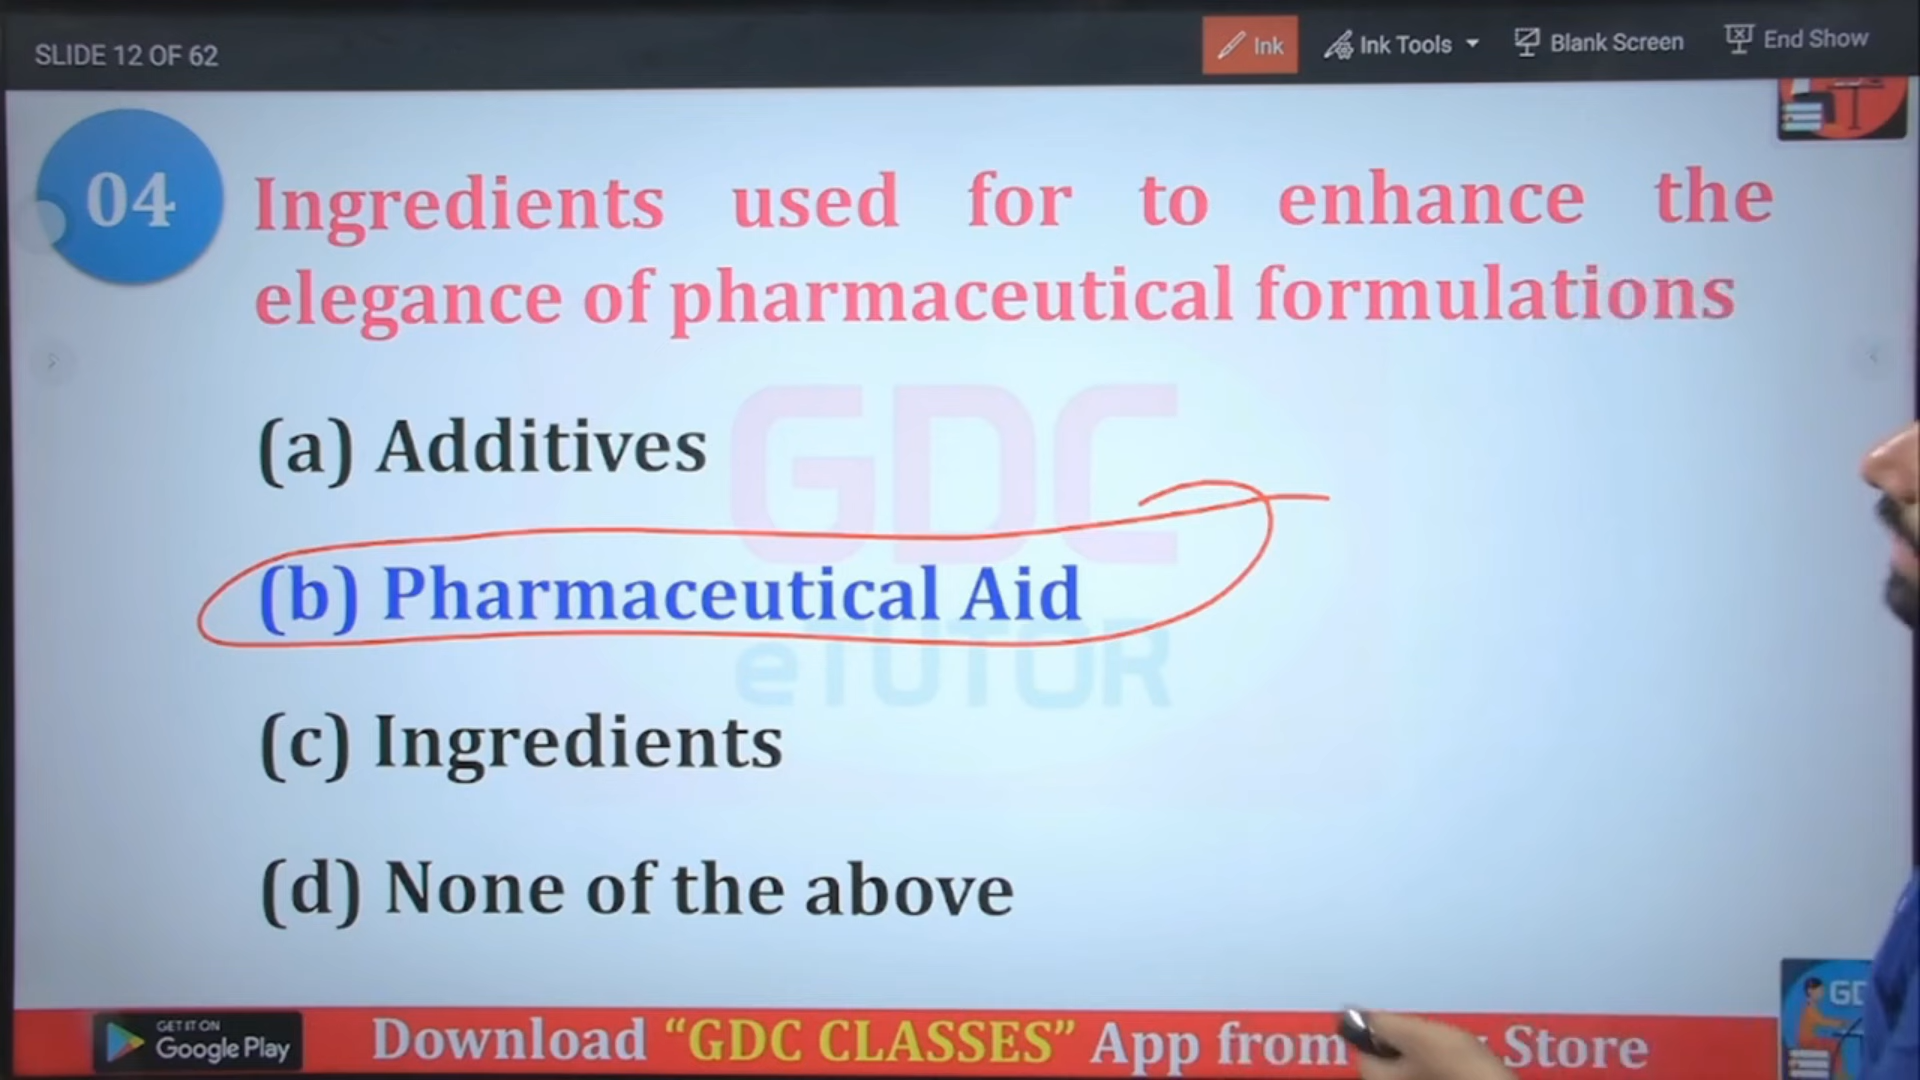 SLIDE 12 OF 62
Ink
Ink Tools
Blank Screen
End Show
04
Ingredients used for to enhance the
elegance of pharmaceutical formulations
GDC
(a) Additives
(b) Pharmaceutical Aid
eTUTOR
(c) Ingredients
(d) None of the above
GET IT ON
Google Play
Download “GDC CLASSES” App from
Store